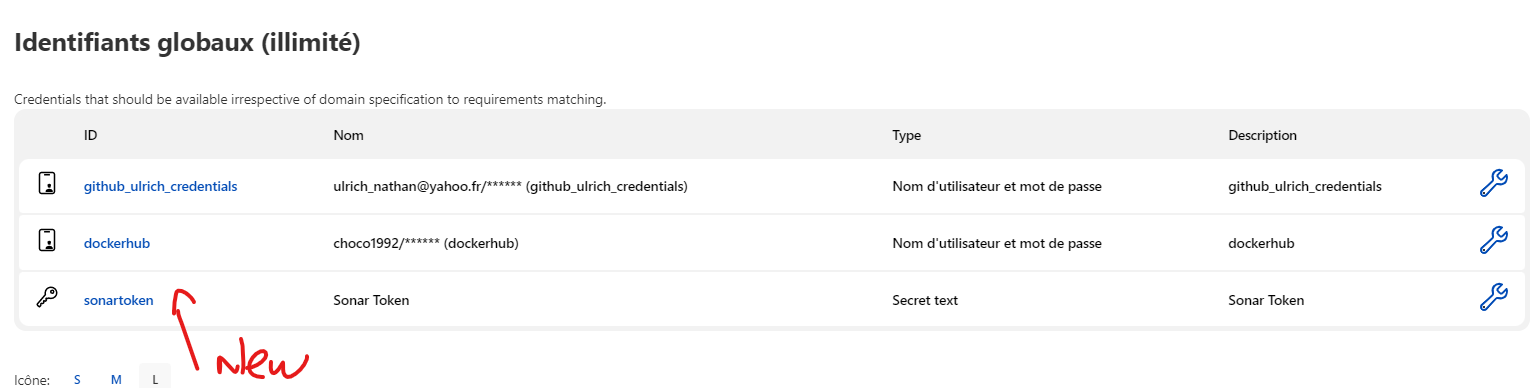 Identifiants globaux (illimité)
Credentials that should be available irrespective of domain specification to requirements matching.
ID Nom Type Description
github_ulrich_credentials ulrich_nathan@yahoo.fr/****** (github_ulrich_credentials) Nom d'utilisateur et mot de passe github_ulrich_credentials
dockerhub choco1992/****** (dockerhub) Nom d'utilisateur et mot de passe dockerhub
sonartoken Sonar Token Secret text Sonar Token
New
Icône: S M L